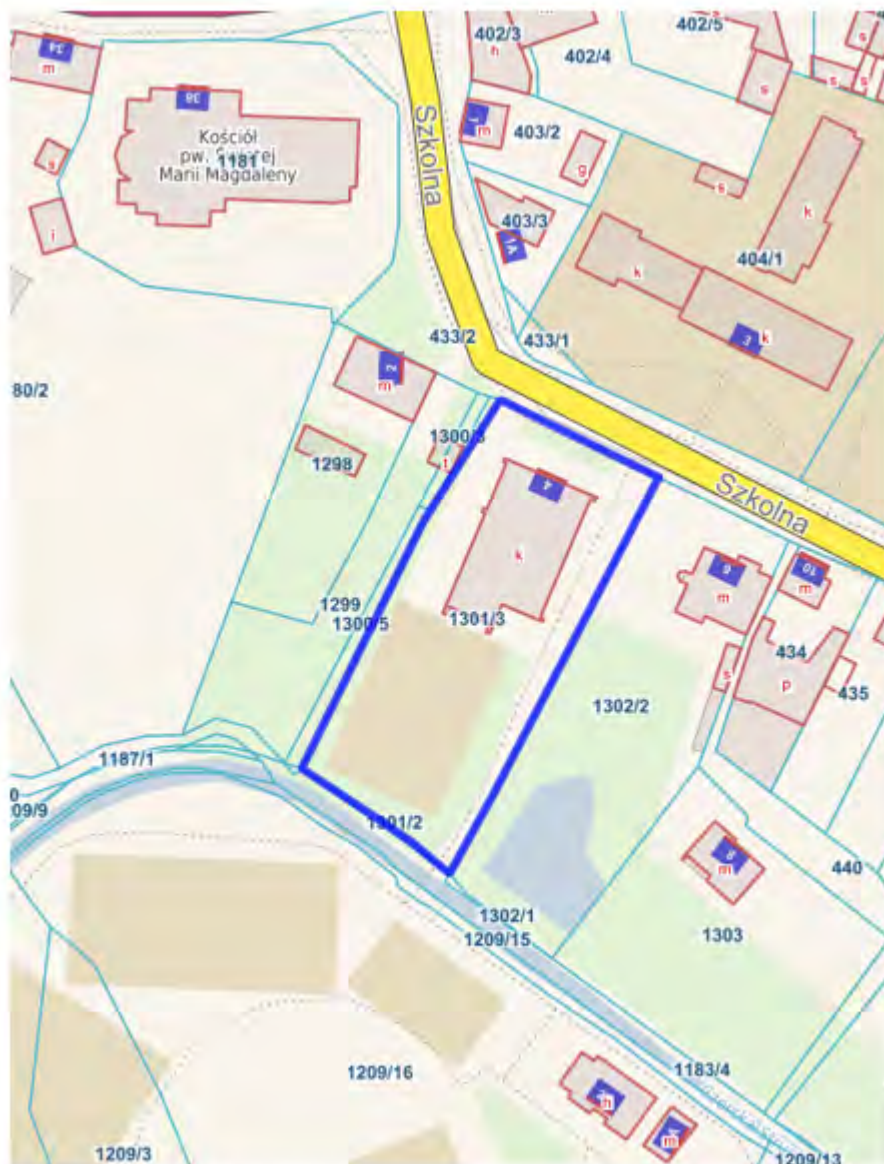 34
m
38
Kościół
pw. Świętej
1181
Marii Magdaleny
s
i
Szkolna
402/3
h
402/4
402/5
s
s
s
s
s
1
m
403/2
g
403/3
1A
s
k
k
404/1
3
k
433/2
433/1
80/2
2
m
1300/3
t
1298
4
k
Szkolna
1299
1300/5
1301/3
6
m
10
m
s
434
p
435
1302/2
1187/1
09/9
1301/2
8
m
440
1302/1
1209/15
1303
1209/16
1183/4
h
m
1209/3
1209/13